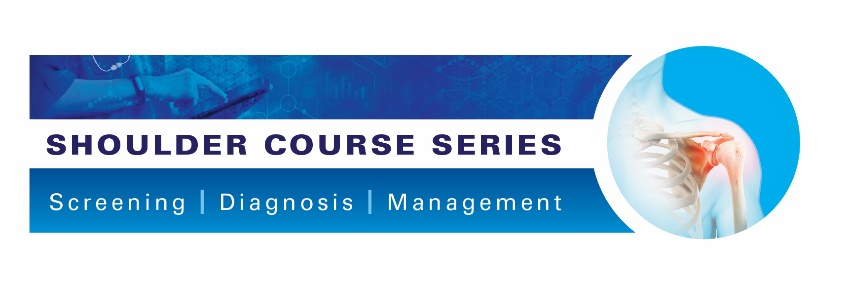 SHOULDER COURSE SERIES
Screening | Diagnosis | Management